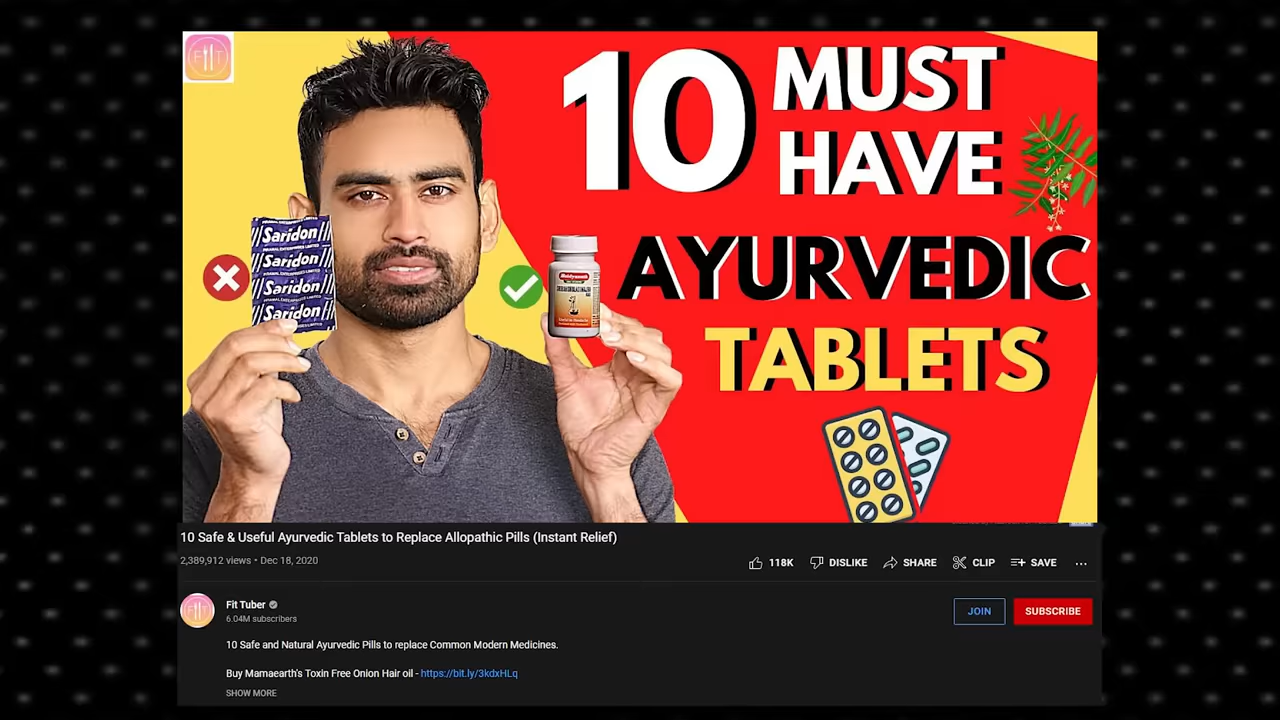 FIT
10 MUST
HAVE
AYURVEDIC
TABLETS
Saridon
Saridon
Saridon
Saridon
Baidyanath
10 Safe & Useful Ayurvedic Tablets to Replace Allopathic Pills (Instant Relief)
2,389,912 views • Dec 18, 2020
118K DISLIKE SHARE CLIP SAVE ...
FIT
Fit Tuber
6.04M subscribers
JOIN SUBSCRIBE
10 Safe and Natural Ayurvedic Pills to replace Common Modern Medicines.
Buy Mamaearth's Toxin Free Onion Hair oil - https://bit.ly/3kdxHLq
SHOW MORE